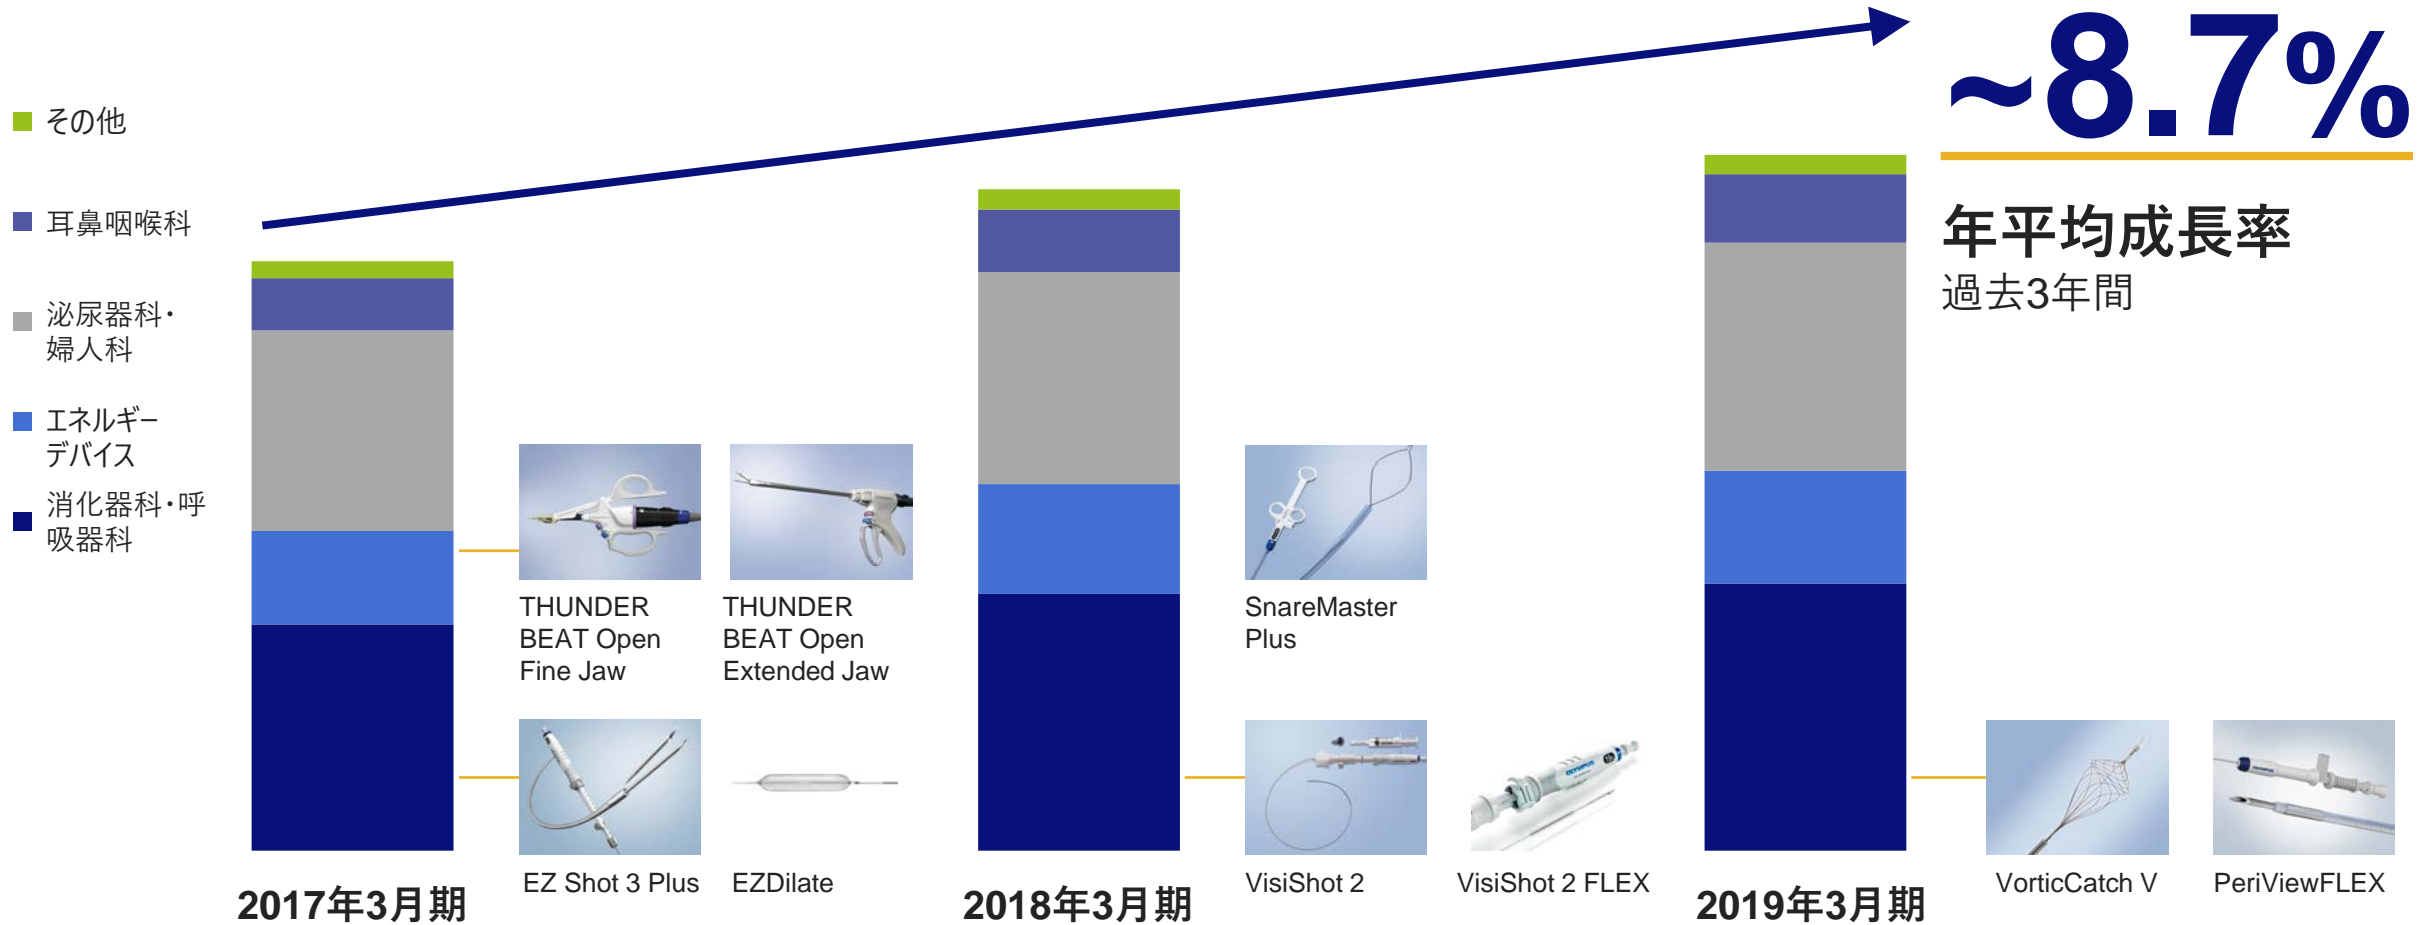 ~8.7%
年平均成長率
過去3年間
その他
耳鼻咽喉科
泌尿器科・
婦人科
エネルギー
デバイス
消化器科・呼
吸器科
THUNDER
BEAT Open
Fine Jaw
THUNDER
BEAT Open
Extended Jaw
SnareMaster
Plus
EZ Shot 3 Plus
EZDilate
VisiShot 2
OLYMPUS
VisiShot 2 FLEX
VorticCatch V
PeriViewFLEX
2017年3月期
2018年3月期
2019年3月期